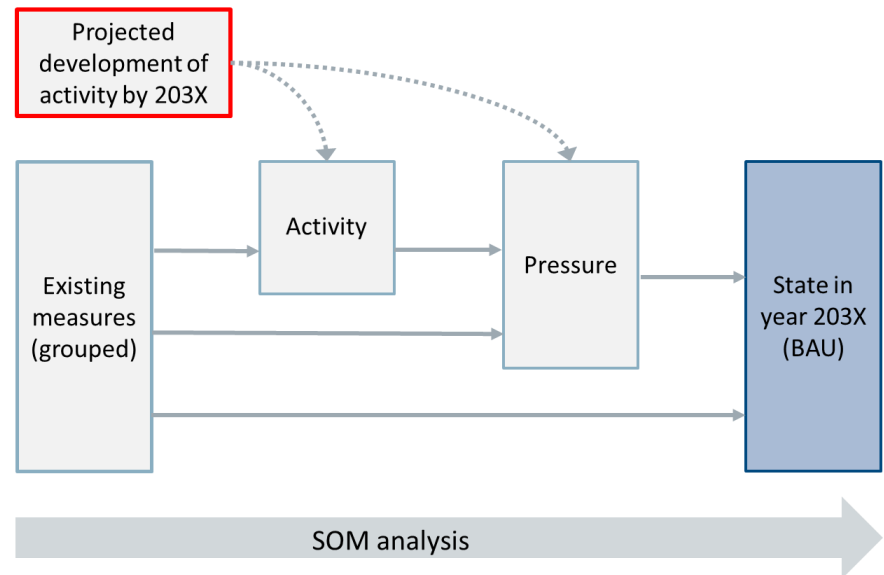 Projected
development of
activity by 203X
Activity
Pressure
Existing
measures
(grouped)
State in
year 203X
(BAU)
SOM analysis